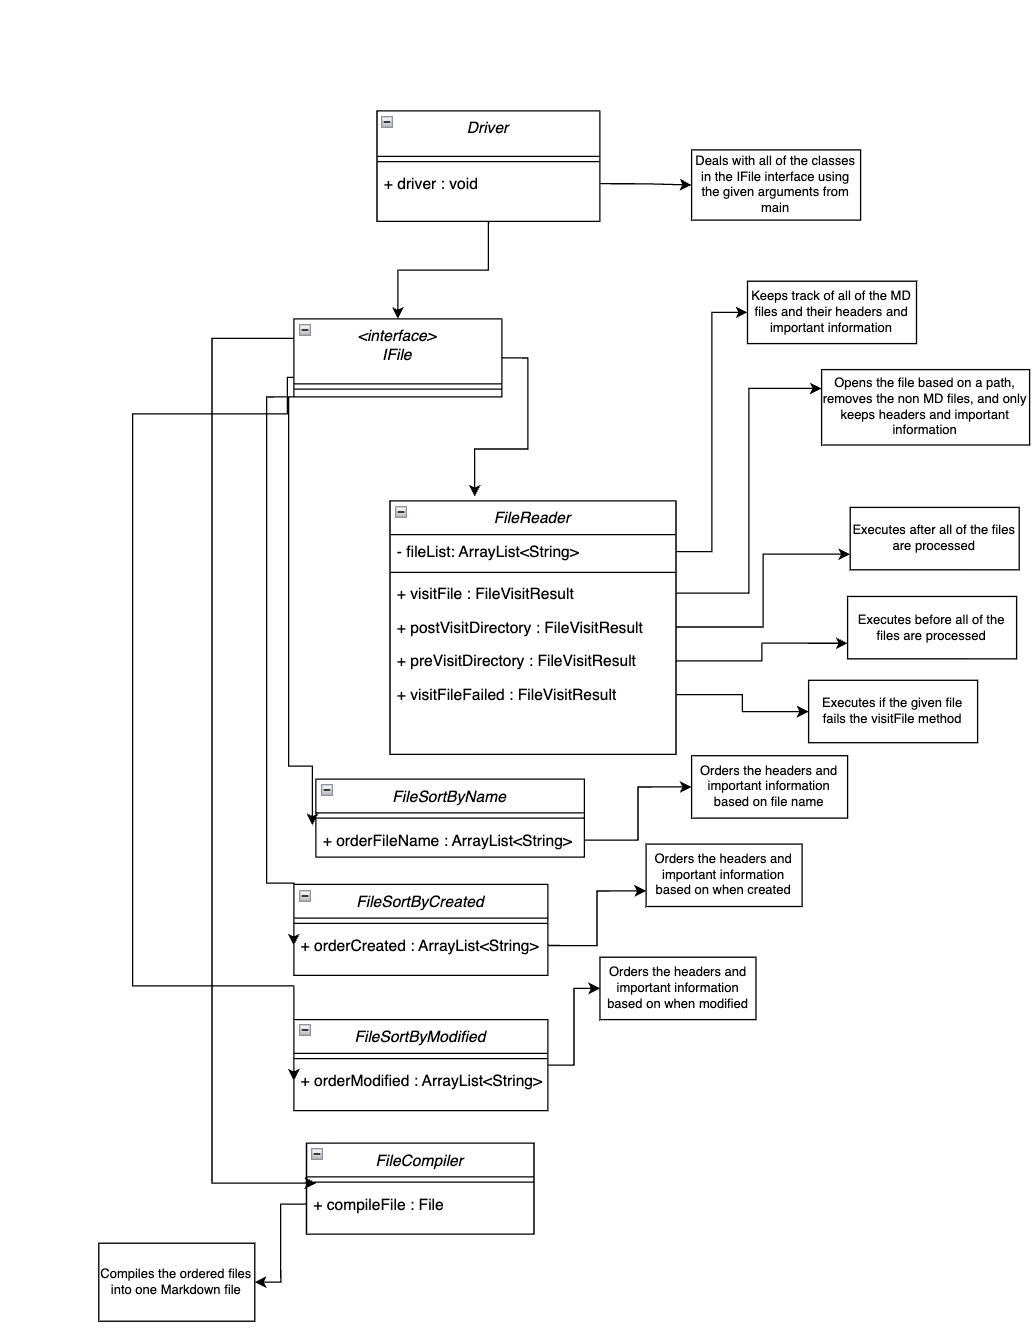 Driver
+ driver : void
Deals with all of the classes
in the IFile interface using
the given arguments from
main
<interface>
IFile
Keeps track of all of the MD
files and their headers and
important information
Opens the file based on a path,
removes the non MD files, and only
keeps headers and important
information
FileReader
- fileList: ArrayList<String>
+ visitFile : FileVisitResult
+ postVisitDirectory : FileVisitResult
+ preVisitDirectory : FileVisitResult
+ visitFileFailed : FileVisitResult
Executes after all of the files
are processed
Executes before all of the
files are processed
Executes if the given file
fails the visitFile method
FileSortByName
+ orderFileName : ArrayList<String>
Orders the headers and
important information
based on file name
FileSortByCreated
+ orderCreated : ArrayList<String>
Orders the headers and
important information
based on when created
FileSortByModified
+ orderModified : ArrayList<String>
Orders the headers and
important information
based on when modified
FileCompiler
+ compileFile : File
Compiles the ordered files
into one Markdown file